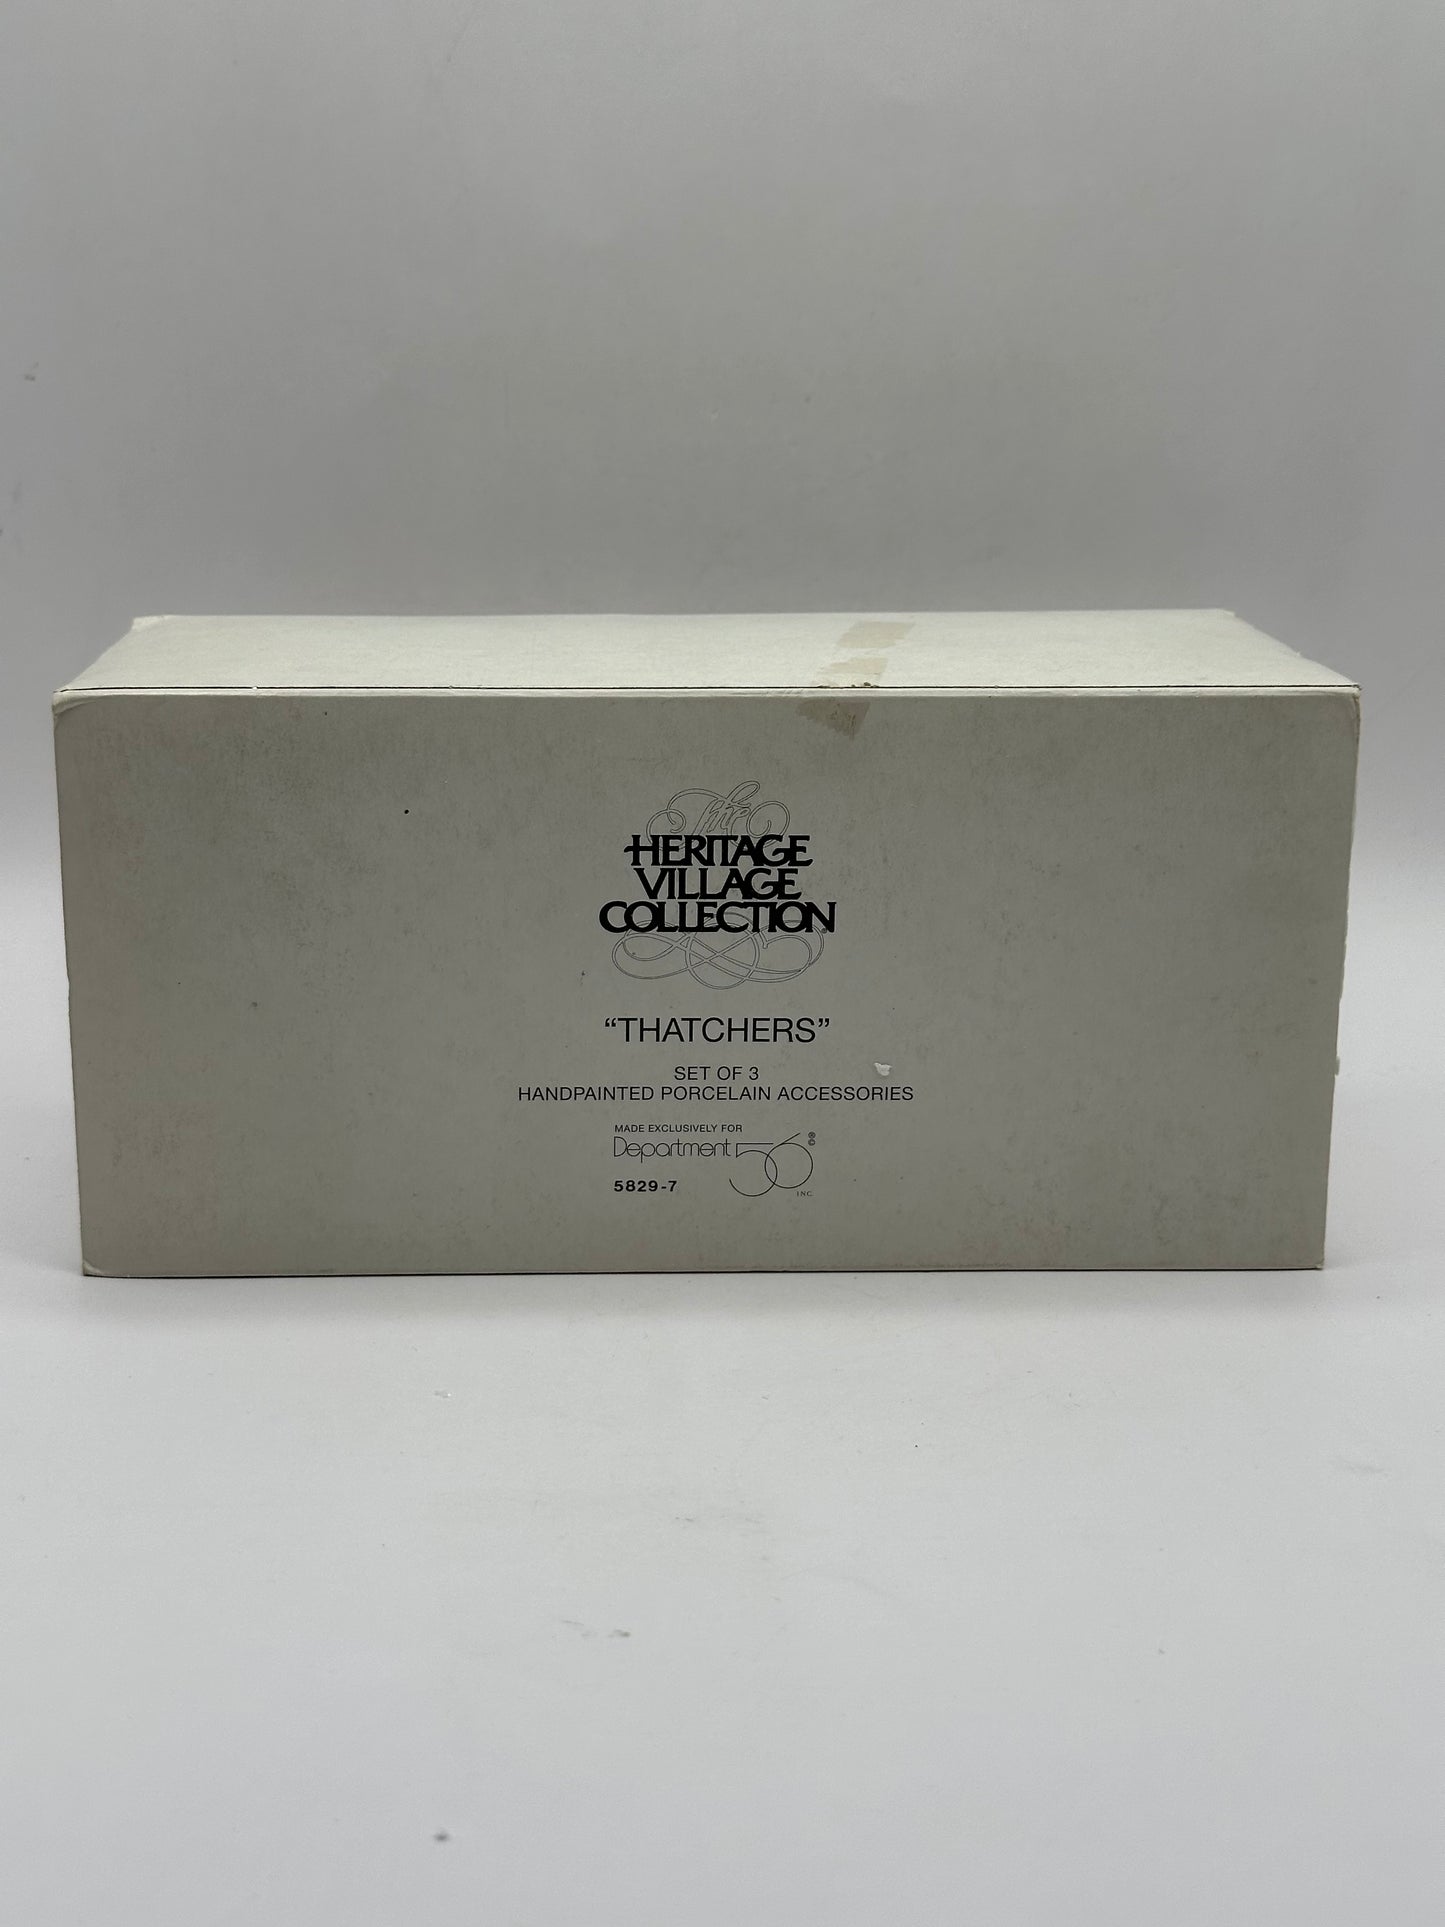 The
HERITAGE
VILLAGE
COLLECTION
“THATCHERS”
SET OF 3
HANDPAINTED PORCELAIN ACCESSORIES
MADE EXCLUSIVELY FOR
Department 56 ® ©
INC.
5829-7